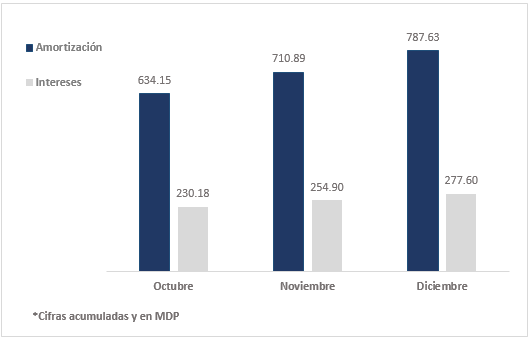 Amortización
Intereses
634.15
230.18
710.89
254.90
787.63
277.60
Octubre
Noviembre
Diciembre
*Cifras acumuladas y en MDP